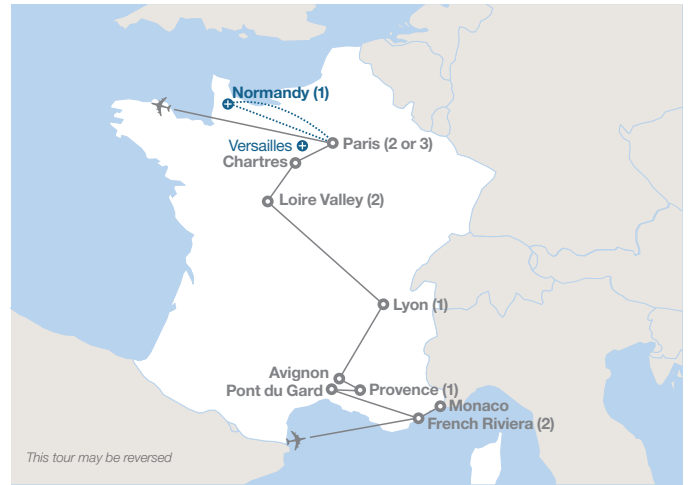 Normandy (1)
Versailles
Paris (2 or 3)
Chartres
Loire Valley (2)
Lyon (1)
Avignon
Pont du Gard
Provence (1)
Monaco
French Riviera (2)
This tour may be reversed